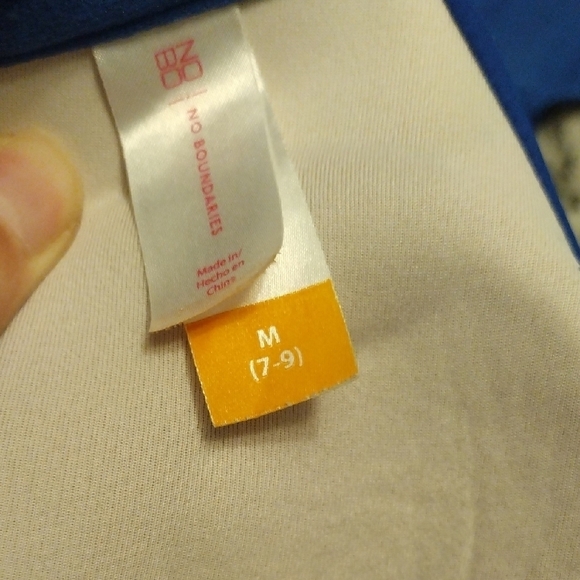 NO
BO
NO BOUNDARIES
Made in/
Hecho en
China
M
(7-9)